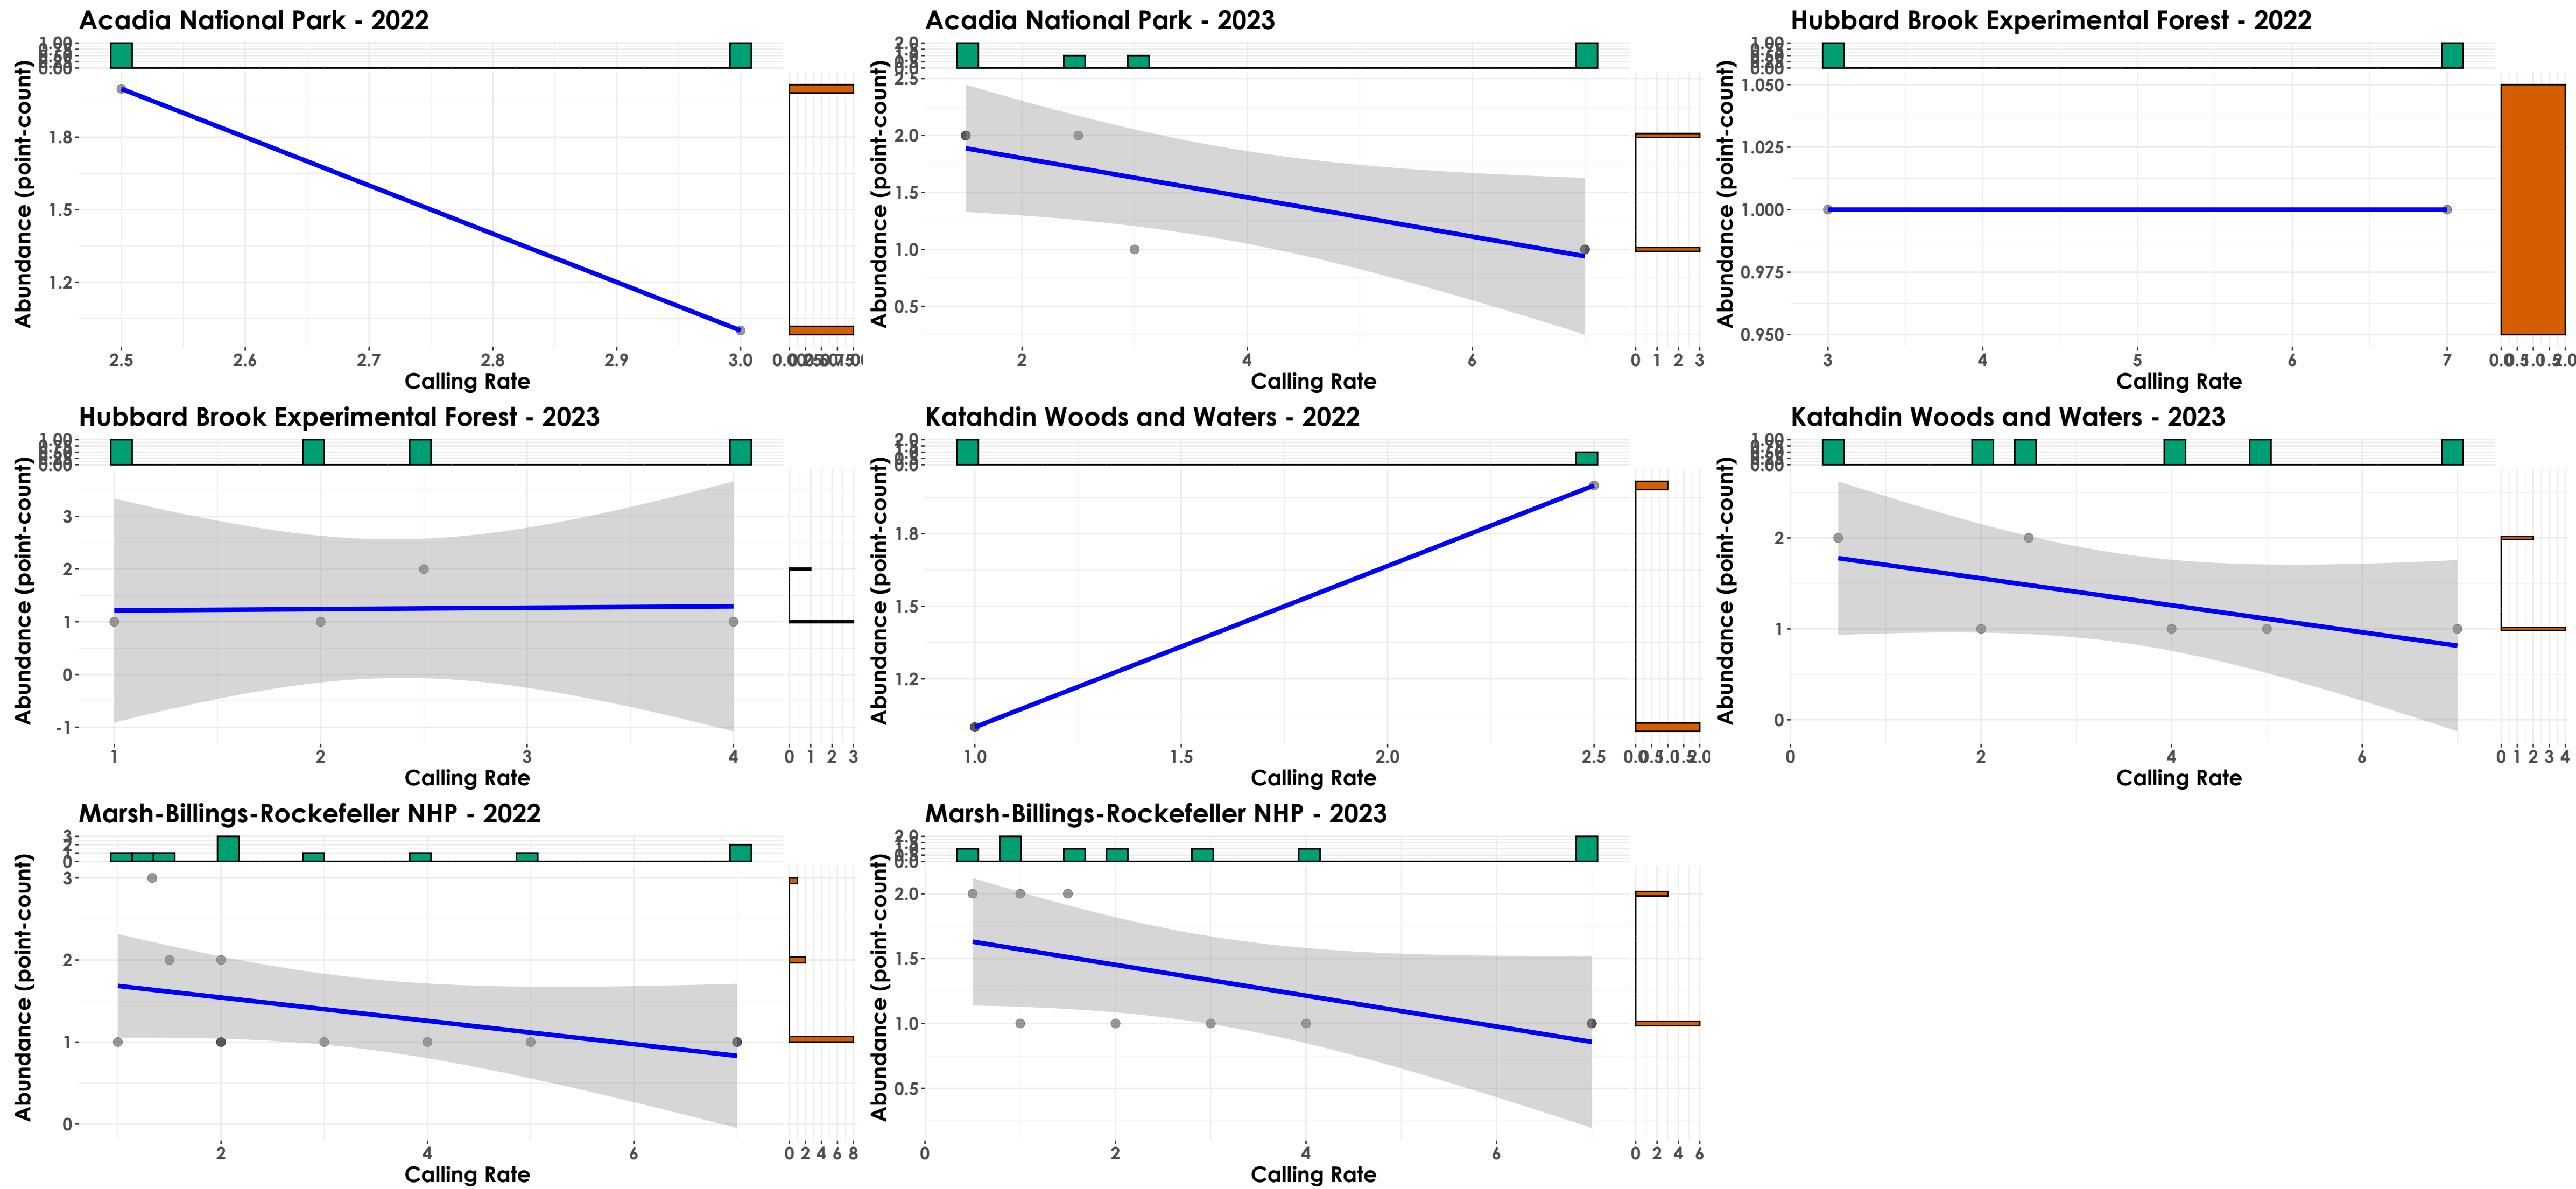 Acadia National Park - 2022
Abundance (point-count)
1.8
1.5
1.2
2.5 2.6 2.7 2.8 2.9 3.0
Calling Rate
Acadia National Park - 2023
2.0
Abundance (point-count)
2.5
2.0
1.5
1.0
0.5
2 4 6
0 1 2 3
Calling Rate
Hubbard Brook Experimental Forest - 2022
Abundance (point-count)
1.050
1.025
1.000
0.975
0.950
3 4 5 6 7
Calling Rate
Hubbard Brook Experimental Forest - 2023
Abundance (point-count)
3
2
1
0
-1
1 2 3 4
0 1 2 3
Calling Rate
Katahdin Woods and Waters - 2022
Abundance (point-count)
1.8
1.5
1.2
1.0 1.5 2.0 2.5
Calling Rate
Katahdin Woods and Waters - 2023
Abundance (point-count)
2
1
0
0 2 4 6
0 1 2 3 4
Calling Rate
Marsh-Billings-Rockefeller NHP - 2022
Abundance (point-count)
3
2
1
0
2 4 6
0 2 4 6 8
Calling Rate
Marsh-Billings-Rockefeller NHP - 2023
Abundance (point-count)
2.0
1.5
1.0
0.5
0 2 4 6
0 2 4 6
Calling Rate